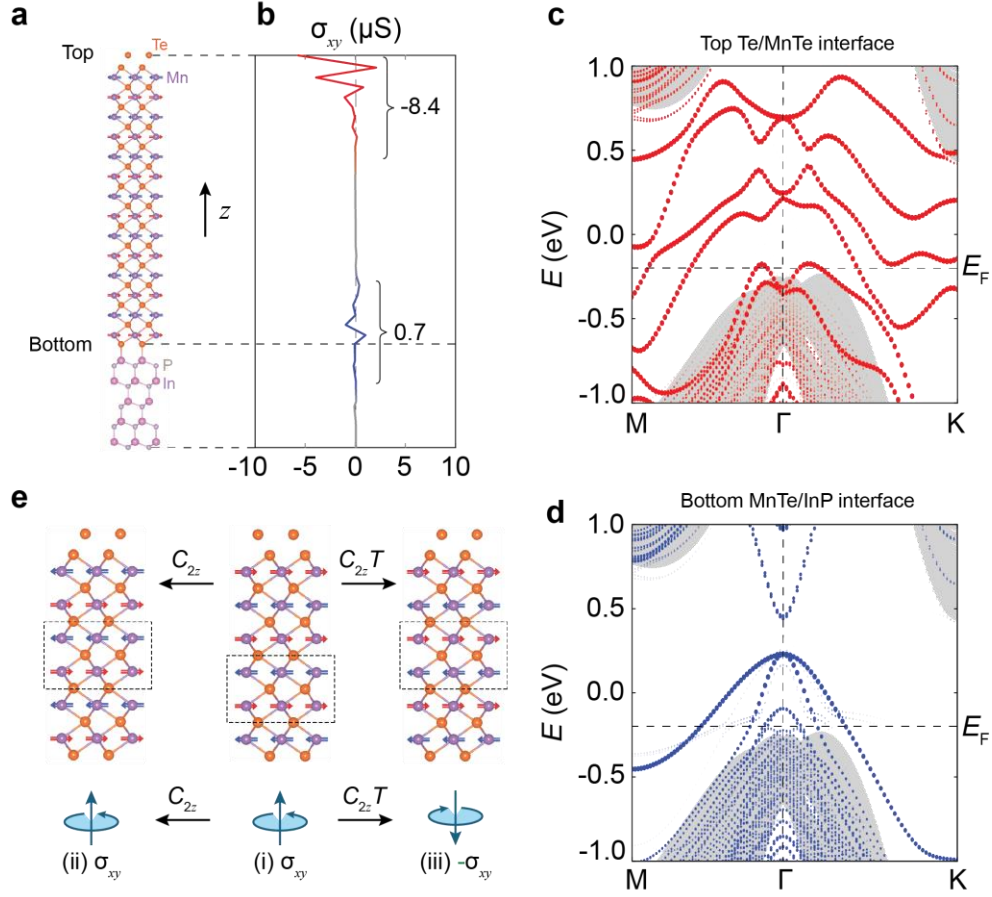 a
b
σxy (μS)
Top
Te
Mn
-8.4
z
0.7
Bottom
P
In
-10 -5 0 5 10
c
Top Te/MnTe interface
1.0
0.5
0.0
-0.5
-1.0
E (eV)
EF
M Γ K
d
Bottom MnTe/InP interface
1.0
0.5
0.0
-0.5
-1.0
E (eV)
EF
M Γ K
e
C2z C2zT
C2z C2zT
(ii) σxy (i) σxy (iii) -σxy